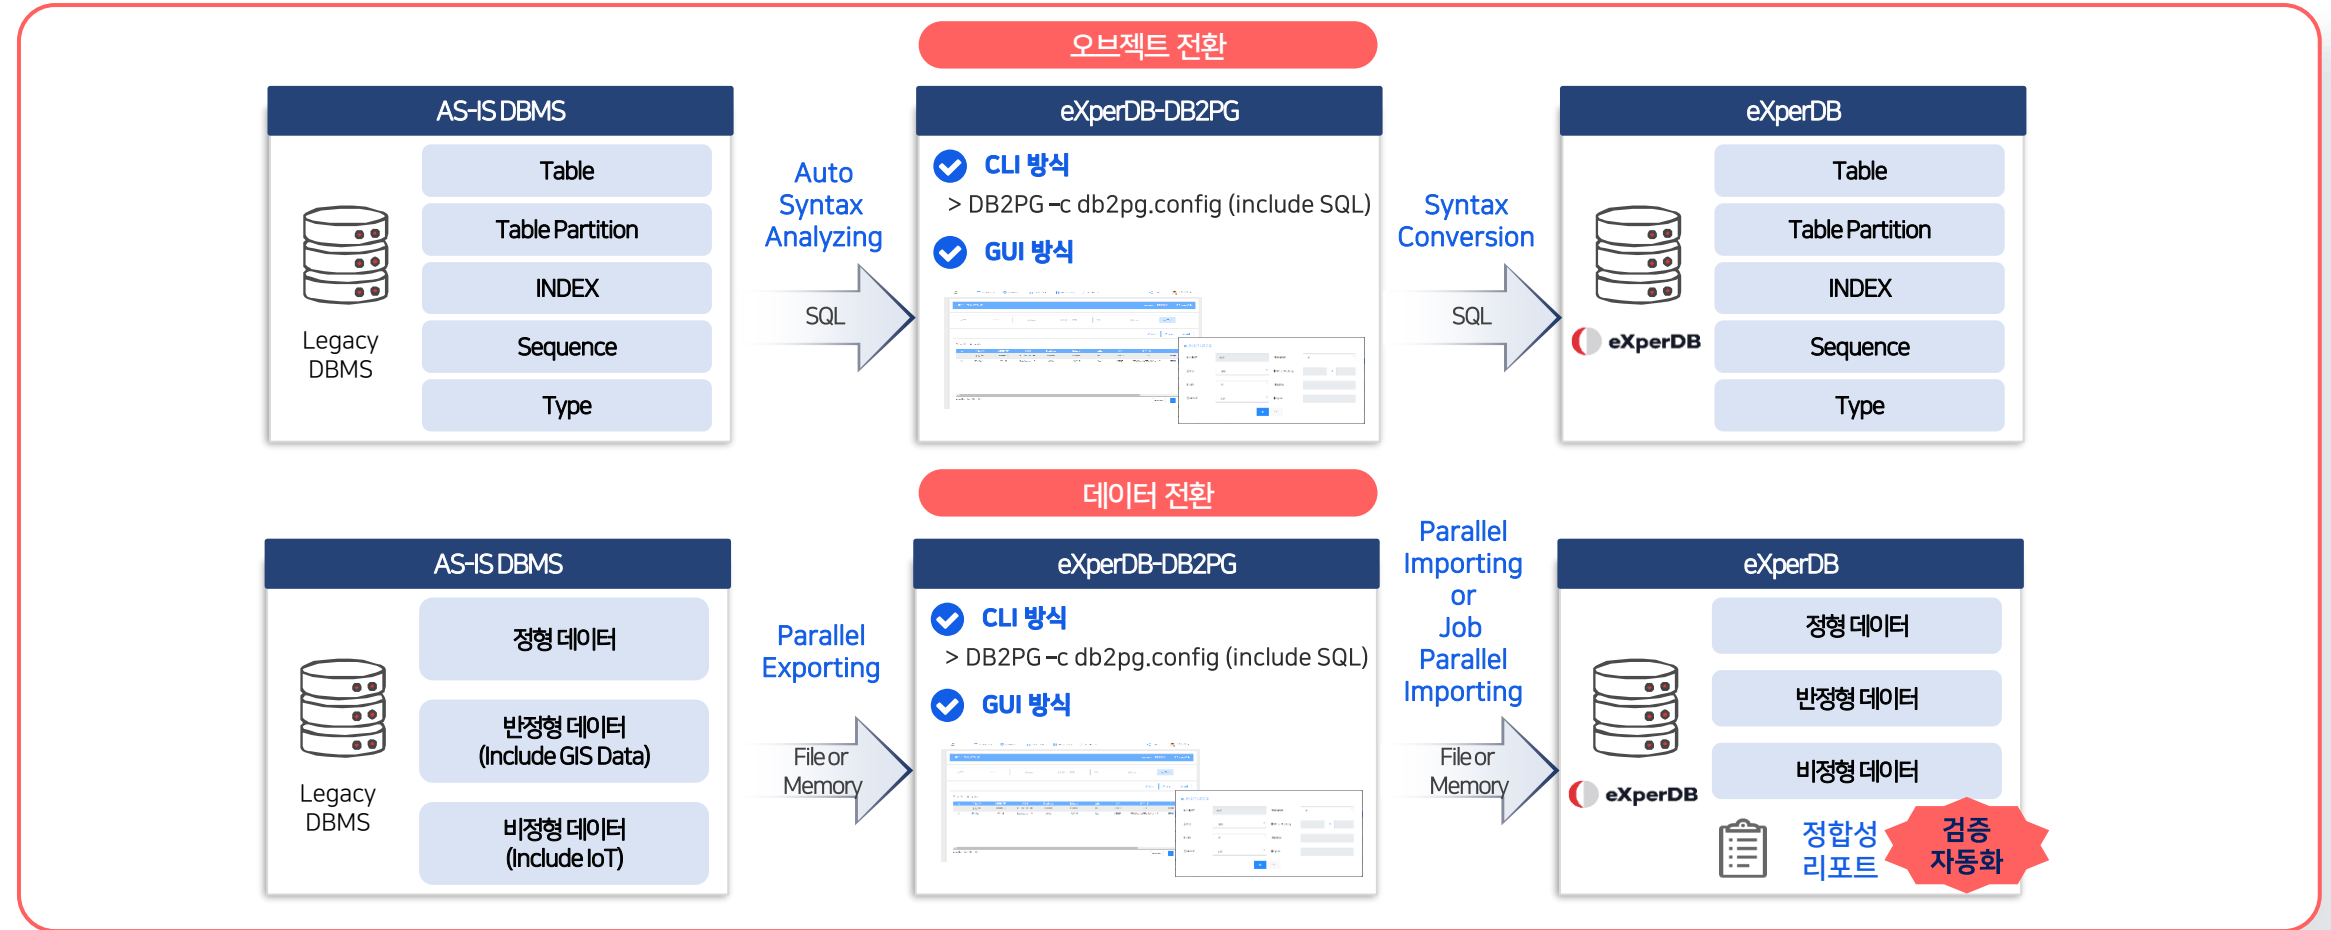 오브젝트 전환
AS-IS DBMS
Table
Table Partition
INDEX
Sequence
Type
Legacy
DBMS
Auto
Syntax
Analyzing
SQL
eXperDB-DB2PG
CLI 방식
> DB2PG –c db2pg.config (include SQL)
GUI 방식
Syntax
Conversion
SQL
eXperDB
Table
Table Partition
INDEX
Sequence
Type
eXperDB
데이터 전환
AS-IS DBMS
정형 데이터
반정형 데이터
(Include GIS Data)
비정형 데이터
(Include IoT)
Legacy
DBMS
Parallel
Exporting
File or
Memory
eXperDB-DB2PG
CLI 방식
> DB2PG –c db2pg.config (include SQL)
GUI 방식
Parallel
Importing
or
Job
Parallel
Importing
File or
Memory
eXperDB
정형 데이터
반정형 데이터
비정형 데이터
eXperDB
정합성
리포트
검증
자동화